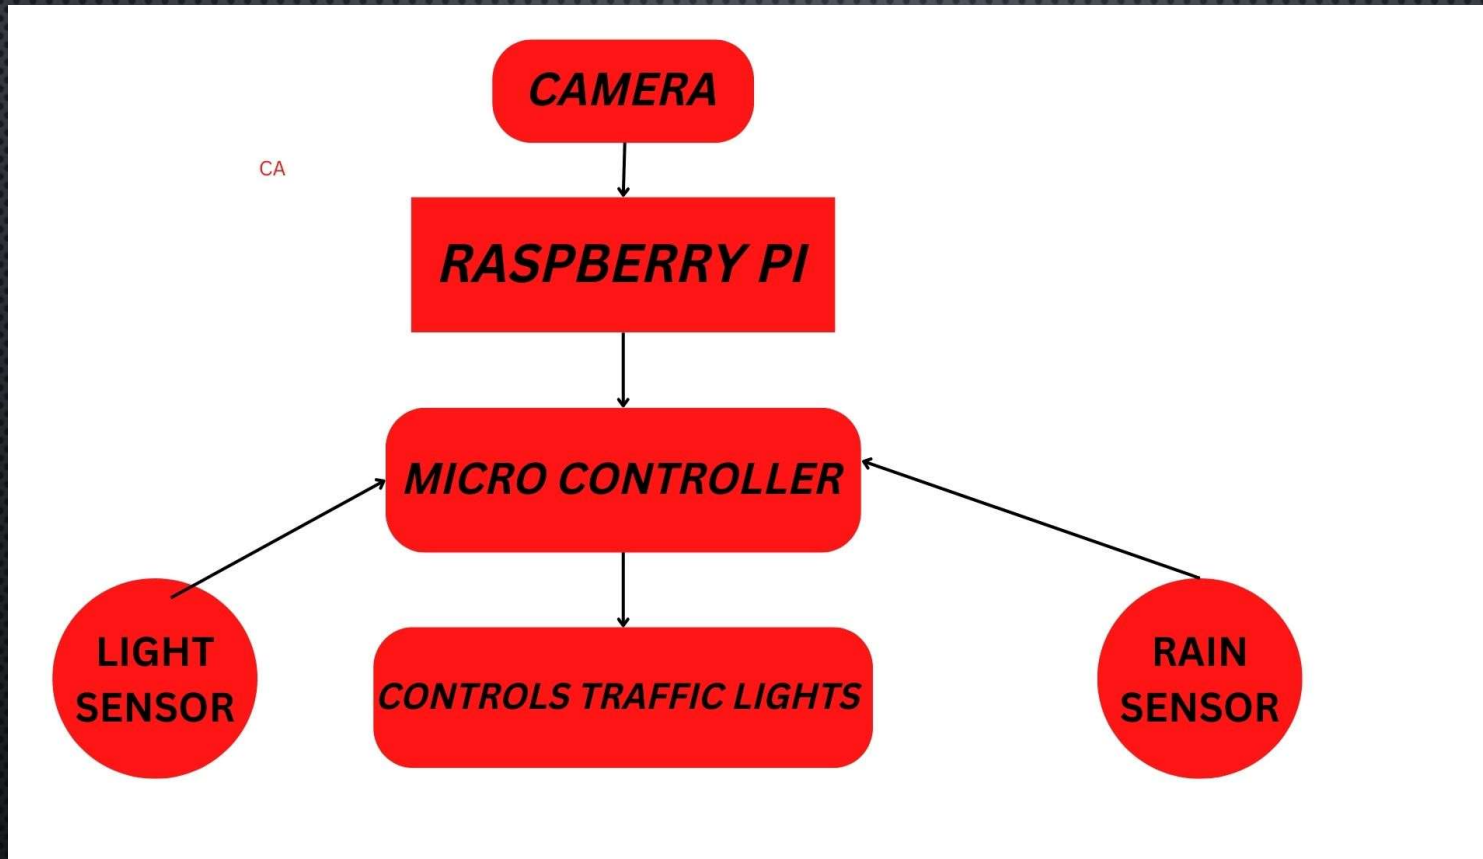 CAMERA
CA
RASPBERRY PI
MICRO CONTROLLER
LIGHT
SENSOR
CONTROLS TRAFFIC LIGHTS
RAIN
SENSOR